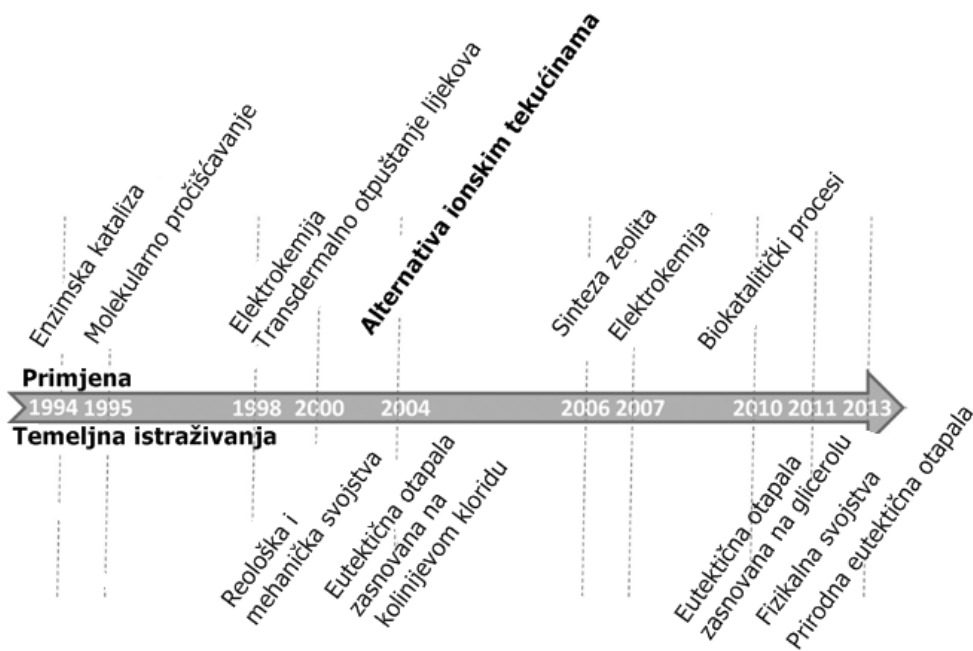 Enzimska kataliza
Molekularno pročišćavanje
Elektrokemija
Transdermalno otpuštanje lijekova
Alternativa ionskim tekućinama
Sinteza zeolita
Elektrokemija
Biokatalitički procesi
Primjena
1994 1995 1998 2000 2004 2006 2007 2010 2011 2013
Temeljna istraživanja
Reološka i
mehanička svojstva
Eutektična otapala
zasnovana na
kolinijevom kloridu
Eutektična otapala
zasnovana na glicerolu
Fizikalna svojstva
Prirodna eutektična otapala